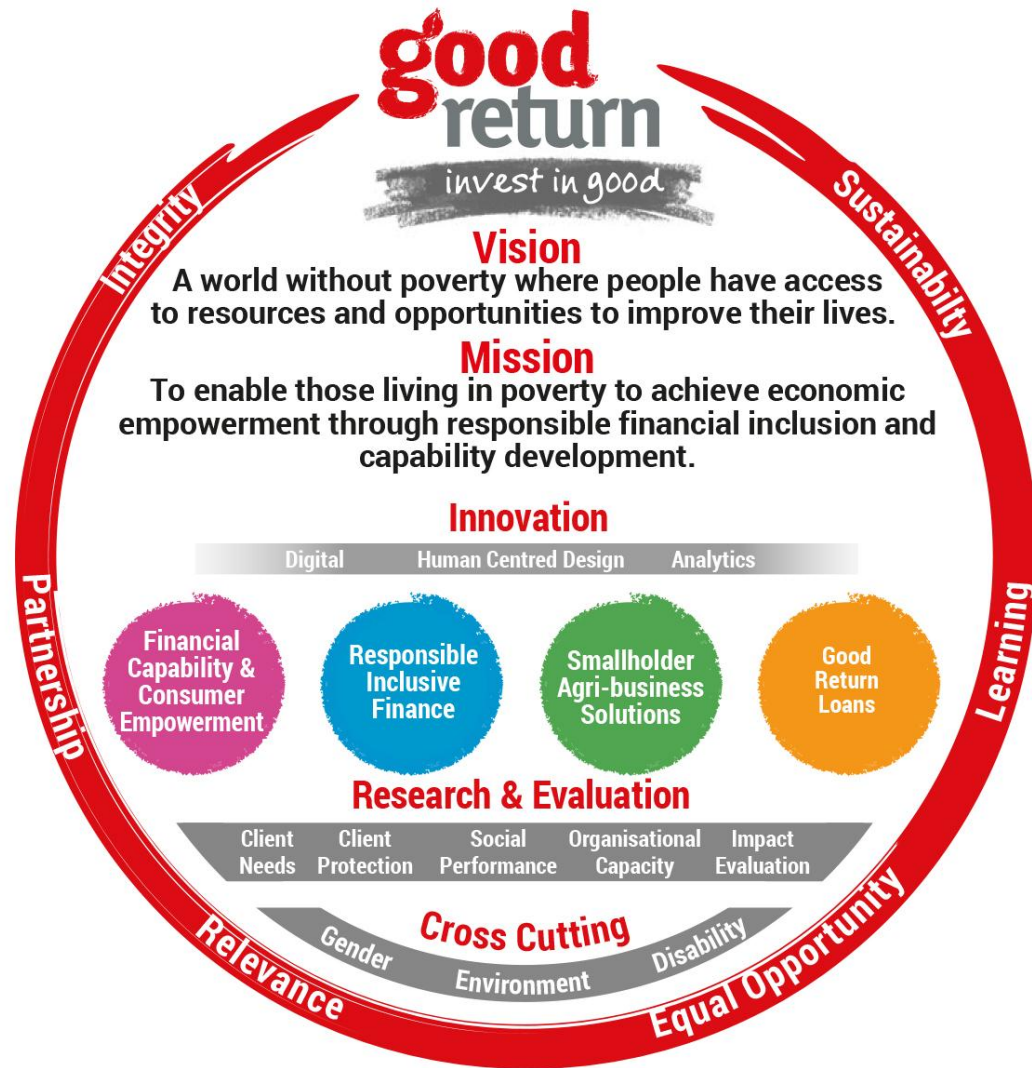 good
return
invest in good
Vision
A world without poverty where people have access
to resources and opportunities to improve their lives.
Mission
To enable those living in poverty to achieve economic
empowerment through responsible financial inclusion and
capability development.
Innovation
Digital Human Centred Design Analytics
Financial
Capability &
Consumer
Empowerment
Responsible
Inclusive
Finance
Smallholder
Agri-business
Solutions
Good
Return
Loans
Research & Evaluation
Client
Needs
Client
Protection
Social
Performance
Organisational
Capacity
Impact
Evaluation
Cross Cutting
Gender
Environment
Disability
Integrity
Partnership
Relevance
Equal Opportunity
Learning
Sustainabilty